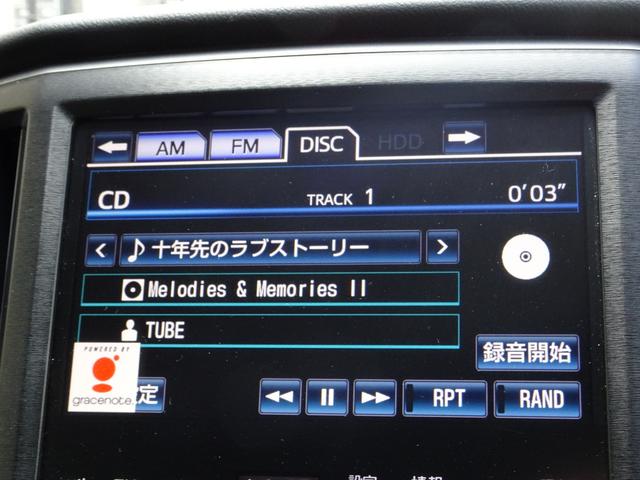 AM FM DISC HDD
CD TRACK 1 0'03"
十年先のラブストーリー
Melodies & Memories II
TUBE
録音開始
POWERED BY
gracenote.
定
RPT RAND
設定 情報